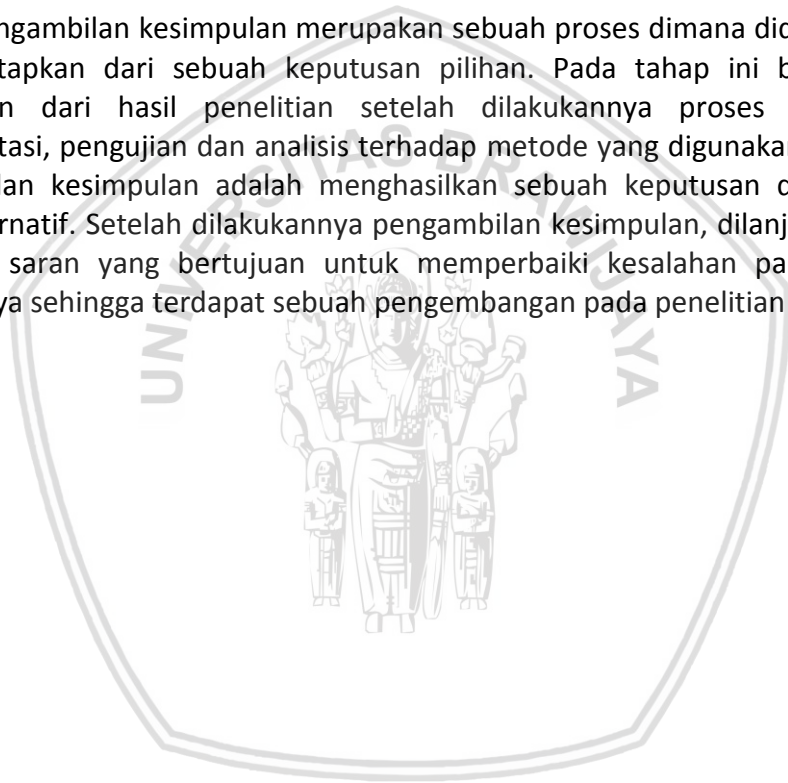 ngambilan kesimpulan merupakan sebuah proses dimana did
tapkan dari sebuah keputusan pilihan. Pada tahap ini b
n dari hasil penelitian setelah dilakukannya proses
tasi, pengujian dan analisis terhadap metode yang digunakan
lan kesimpulan adalah menghasilkan sebuah keputusan d
rnatif. Setelah dilakukannya pengambilan kesimpulan, dilanj
saran yang bertujuan untuk memperbaiki kesalahan pa
ya sehingga terdapat sebuah pengembangan pada penelitian
UNIVERSITAS BRAWIJAYA